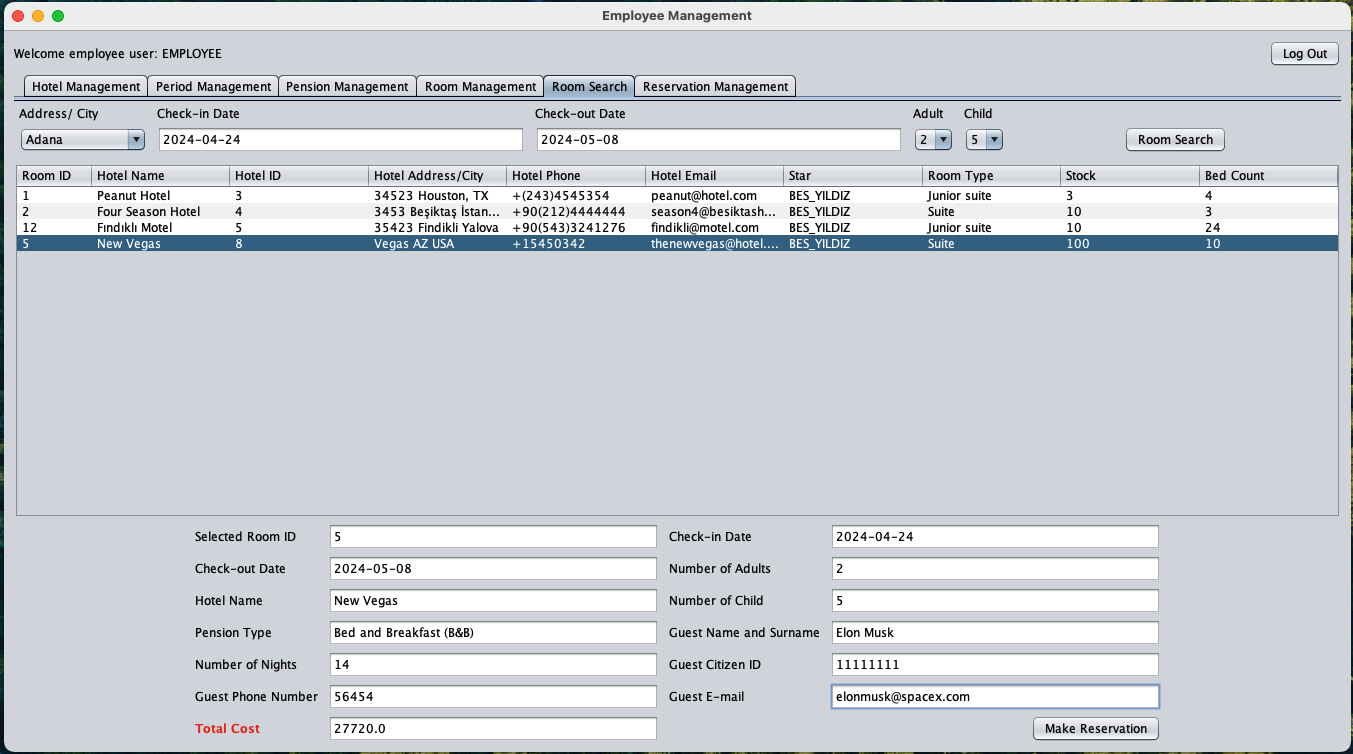 Employee Management
Welcome employee user: EMPLOYEE Log Out
Hotel Management Period Management Pension Management Room Management Room Search Reservation Management
Address/ City Check-in Date Check-out Date Adult Child
Adana 2024-04-24 2024-05-08 2 5 Room Search
Room ID Hotel Name Hotel ID Hotel Address/City Hotel Phone Hotel Email Star Room Type Stock Bed Count
1 Peanut Hotel 3 34523 Houston, TX +(243)4545354 peanut@hotel.com BES_YILDIZ Junior suite 3 4
2 Four Season Hotel 4 3453 Beşiktaş İstan... +90(212)4444444 season4@besiktash... BES_YILDIZ Suite 10 3
12 Fındıklı Motel 5 35423 Findikli Yalova +90(543)3241276 findikli@motel.com BES_YILDIZ Junior suite 10 24
5 New Vegas 8 Vegas AZ USA +15450342 thenewvegas@hotel.... BES_YILDIZ Suite 100 10
Selected Room ID 5 Check-in Date 2024-04-24
Check-out Date 2024-05-08 Number of Adults 2
Hotel Name New Vegas Number of Child 5
Pension Type Bed and Breakfast (B&B) Guest Name and Surname Elon Musk
Number of Nights 14 Guest Citizen ID 11111111
Guest Phone Number 56454 Guest E-mail elonmusk@spacex.com
Total Cost 27720.0 Make Reservation